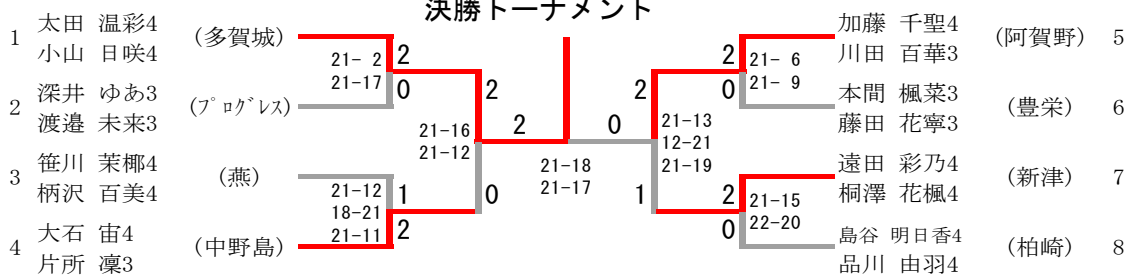 決勝トーナメント
1 太田 温彩4 (多賀城)
小山 日咲4
2 深井 ゆあ3 (プログレス)
渡邉 未来3
3 笹川 茉椰4 (燕)
柄沢 百美4
4 大石 宙4 (中野島)
片所 凜3
21- 2 2
21-17 0
21-12 1
18-21
21-11 2
21-16 2
21-12 0
2 0
21-18
21-17
2 21-13
12-21
1 21-19
2 21- 6
0 21- 9
2 21-15
0 22-20
加藤 千聖4 (阿賀野) 5
川田 百華3
本間 楓菜3 (豊栄) 6
藤田 花寧3
遠田 彩乃4 (新津) 7
桐澤 花楓4
島谷 明日香4 (柏崎) 8
品川 由羽4